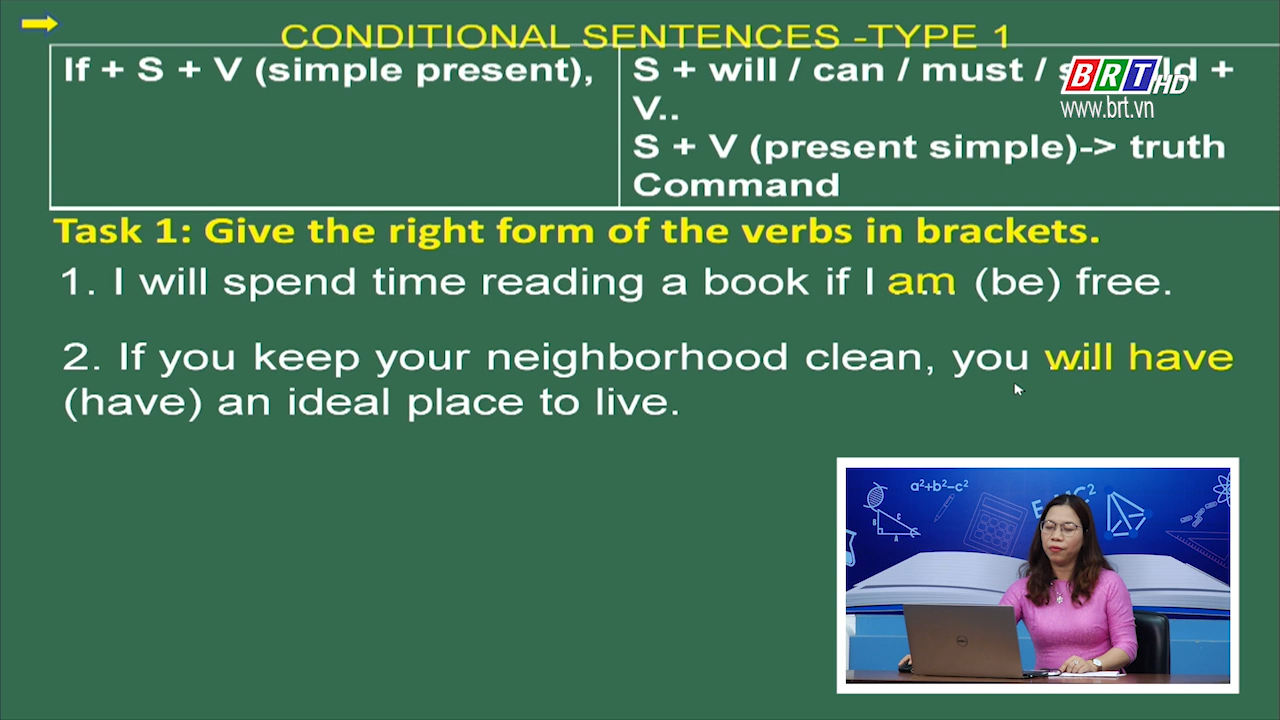 CONDITIONAL SENTENCES -TYPE 1
If + S + V (simple present),
S + will / can / must / +
V..
S + V (present simple)-> truth
Command
BRT HD
www.brt.vn
Task 1: Give the right form of the verbs in brackets.
1. I will spend time reading a book if I am (be) free.
2. If you keep your neighborhood clean, you will have
(have) an ideal place to live.
a²+b²−c²
B
C
A
DELL